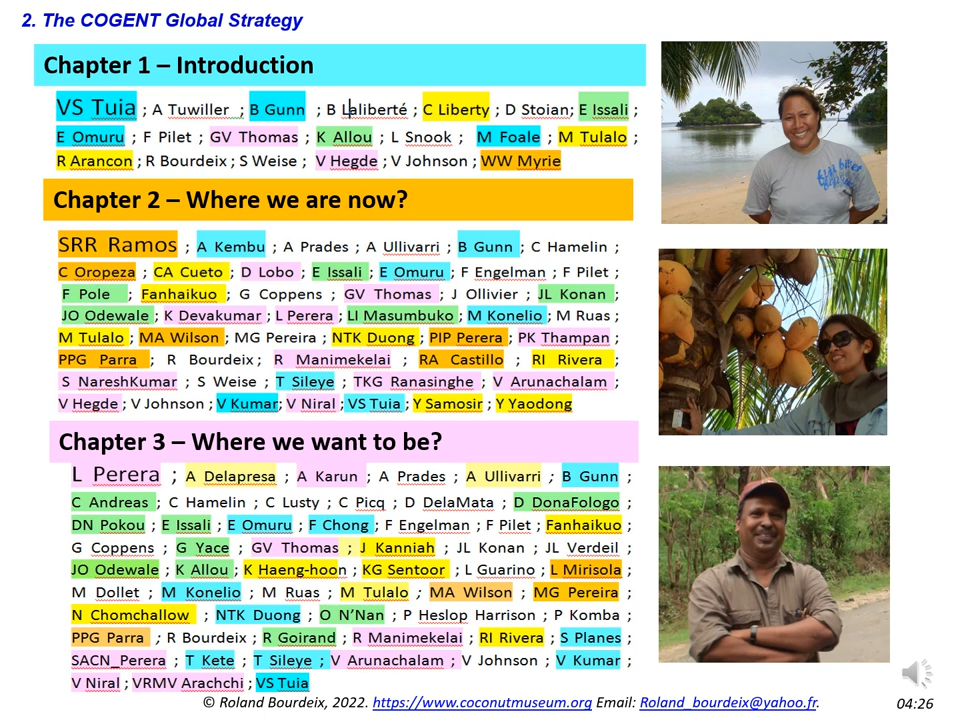 2. The COGENT Global Strategy
Chapter 1 – Introduction
VS Tuia ; A Tuwiller ; B Gunn ; B Laliberté ; C Liberty ; D Stoian; E Issali ;
E Omuru ; F Pilet ; GV Thomas ; K Allou ; L Snook ; M Foale ; M Tulalo ;
R Arancon ; R Bourdeix ; S Weise ; V Hegde ; V Johnson ; WW Myrie
Chapter 2 – Where we are now?
SRR Ramos ; A Kembu ; A Prades ; A Ullivarri ; B Gunn ; C Hamelin ;
C Oropeza ; CA Cueto ; D Lobo ; E Issali ; E Omuru ; F Engelman ; F Pilet ;
F Pole ; Fanhaikuo ; G Coppens ; GV Thomas ; J Ollivier ; JL Konan ;
JO Odewale ; K Devakumar ; L Perera ; LI Masumbuko ; M Konelio ; M Ruas ;
M Tulalo ; MA Wilson ; MG Pereira ; NTK Duong ; PIP Perera ; PK Thampan ;
PPG Parra ; R Bourdeix ; R Manimekelai ; RA Castillo ; RI Rivera ;
S NareshKumar ; S Weise ; T Sileye ; TKG Ranasinghe ; V Arunachalam ;
V Hegde ; V Johnson ; V Kumar; V Niral ; VS Tuia ; Y Samosir ; Y Yaodong
Chapter 3 – Where we want to be?
L Perera ; A Delapresa ; A Karun ; A Prades ; A Ullivarri ; B Gunn ;
C Andreas ; C Hamelin ; C Lusty ; C Picq ; D DelaMata ; D DonaFologo ;
DN Pokou ; E Issali ; E Omuru ; F Chong ; F Engelman ; F Pilet ; Fanhaikuo ;
G Coppens ; G Yace ; GV Thomas ; J Kanniah ; JL Konan ; JL Verdeil ;
JO Odewale ; K Allou ; K Haeng-hoon ; KG Sentoor ; L Guarino ; L Mirisola ;
M Dollet ; M Konelio ; M Ruas ; M Tulalo ; MA Wilson ; MG Pereira ;
N Chomchallow ; NTK Duong ; O N’Nan ; P Heslop Harrison ; P Komba ;
PPG Parra ; R Bourdeix ; R Goirand ; R Manimekelai ; RI Rivera ; S Planes ;
SACN_Perera ; T Kete ; T Sileye ; V Arunachalam ; V Johnson ; V Kumar ;
V Niral ; VRMV Arachchi ; VS Tuia
© Roland Bourdeix, 2022. https://www.coconutmuseum.org Email: Roland_bourdeix@yahoo.fr.
04:26